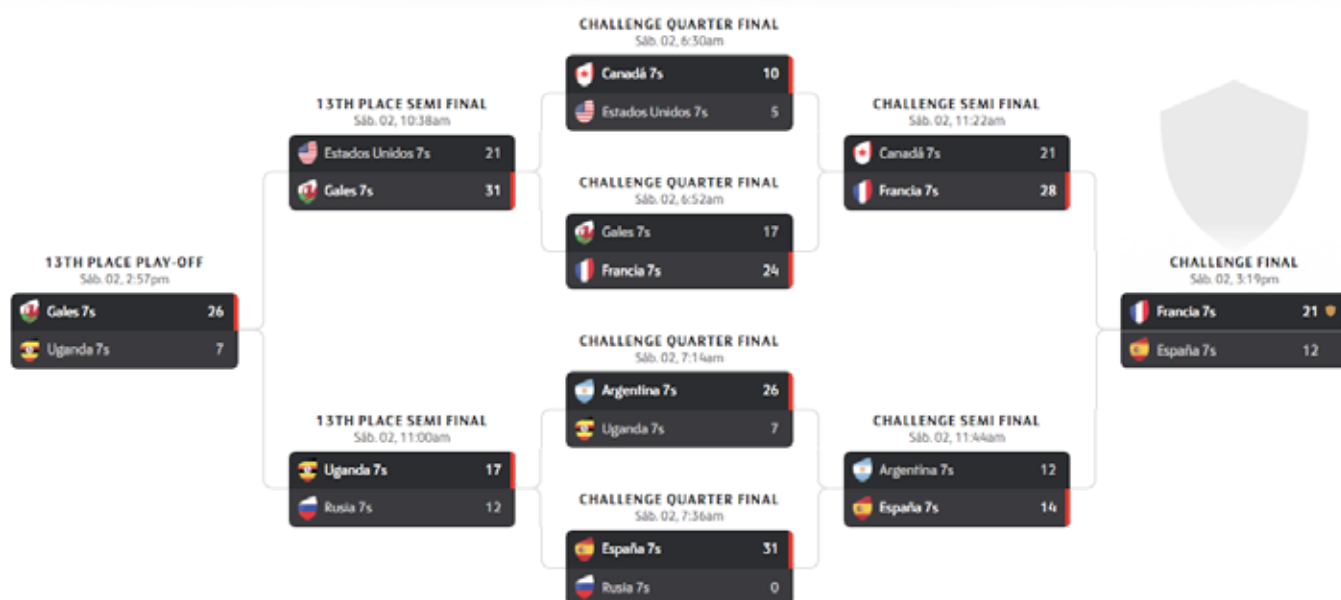 CHALLENGE QUARTER FINAL
Sáb. 02, 6:30am
Canadá 7s 10
Estados Unidos 7s 5
13TH PLACE SEMI FINAL
Sáb. 02, 10:38am
Estados Unidos 7s 21
Gales 7s 31
CHALLENGE SEMI FINAL
Sáb. 02, 11:22am
Canadá 7s 21
Francia 7s 28
CHALLENGE QUARTER FINAL
Sáb. 02, 6:52am
Gales 7s 17
Francia 7s 24
13TH PLACE PLAY-OFF
Sáb. 02, 2:57pm
Gales 7s 26
Uganda 7s 7
CHALLENGE FINAL
Sáb. 02, 3:19pm
Francia 7s 21
España 7s 12
CHALLENGE QUARTER FINAL
Sáb. 02, 7:14am
Argentina 7s 26
Uganda 7s 7
13TH PLACE SEMI FINAL
Sáb. 02, 11:00am
Uganda 7s 17
Rusia 7s 12
CHALLENGE SEMI FINAL
Sáb. 02, 11:44am
Argentina 7s 12
España 7s 14
CHALLENGE QUARTER FINAL
Sáb. 02, 7:36am
España 7s 31
Rusia 7s 0